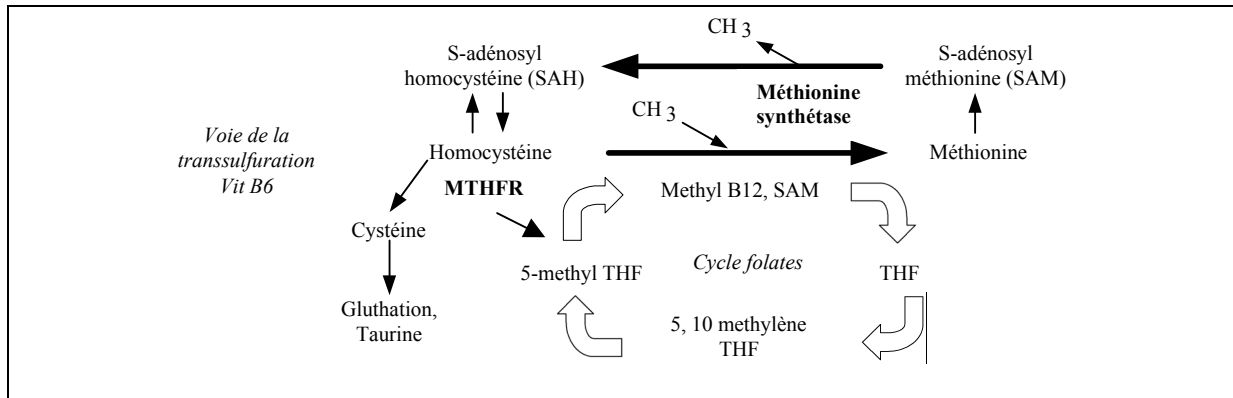 CH 3
S-adénosyl
homocystéine (SAH)
S-adénosyl
méthionine (SAM)
Méthionine
synthétase
CH 3
Voie de la
transsulfuration
Vit B6
Homocystéine
Méthionine
MTHFR
Methyl B12, SAM
Cystéine
5-methyl THF
Cycle folates
THF
Gluthation,
Taurine
5, 10 methylène
THF